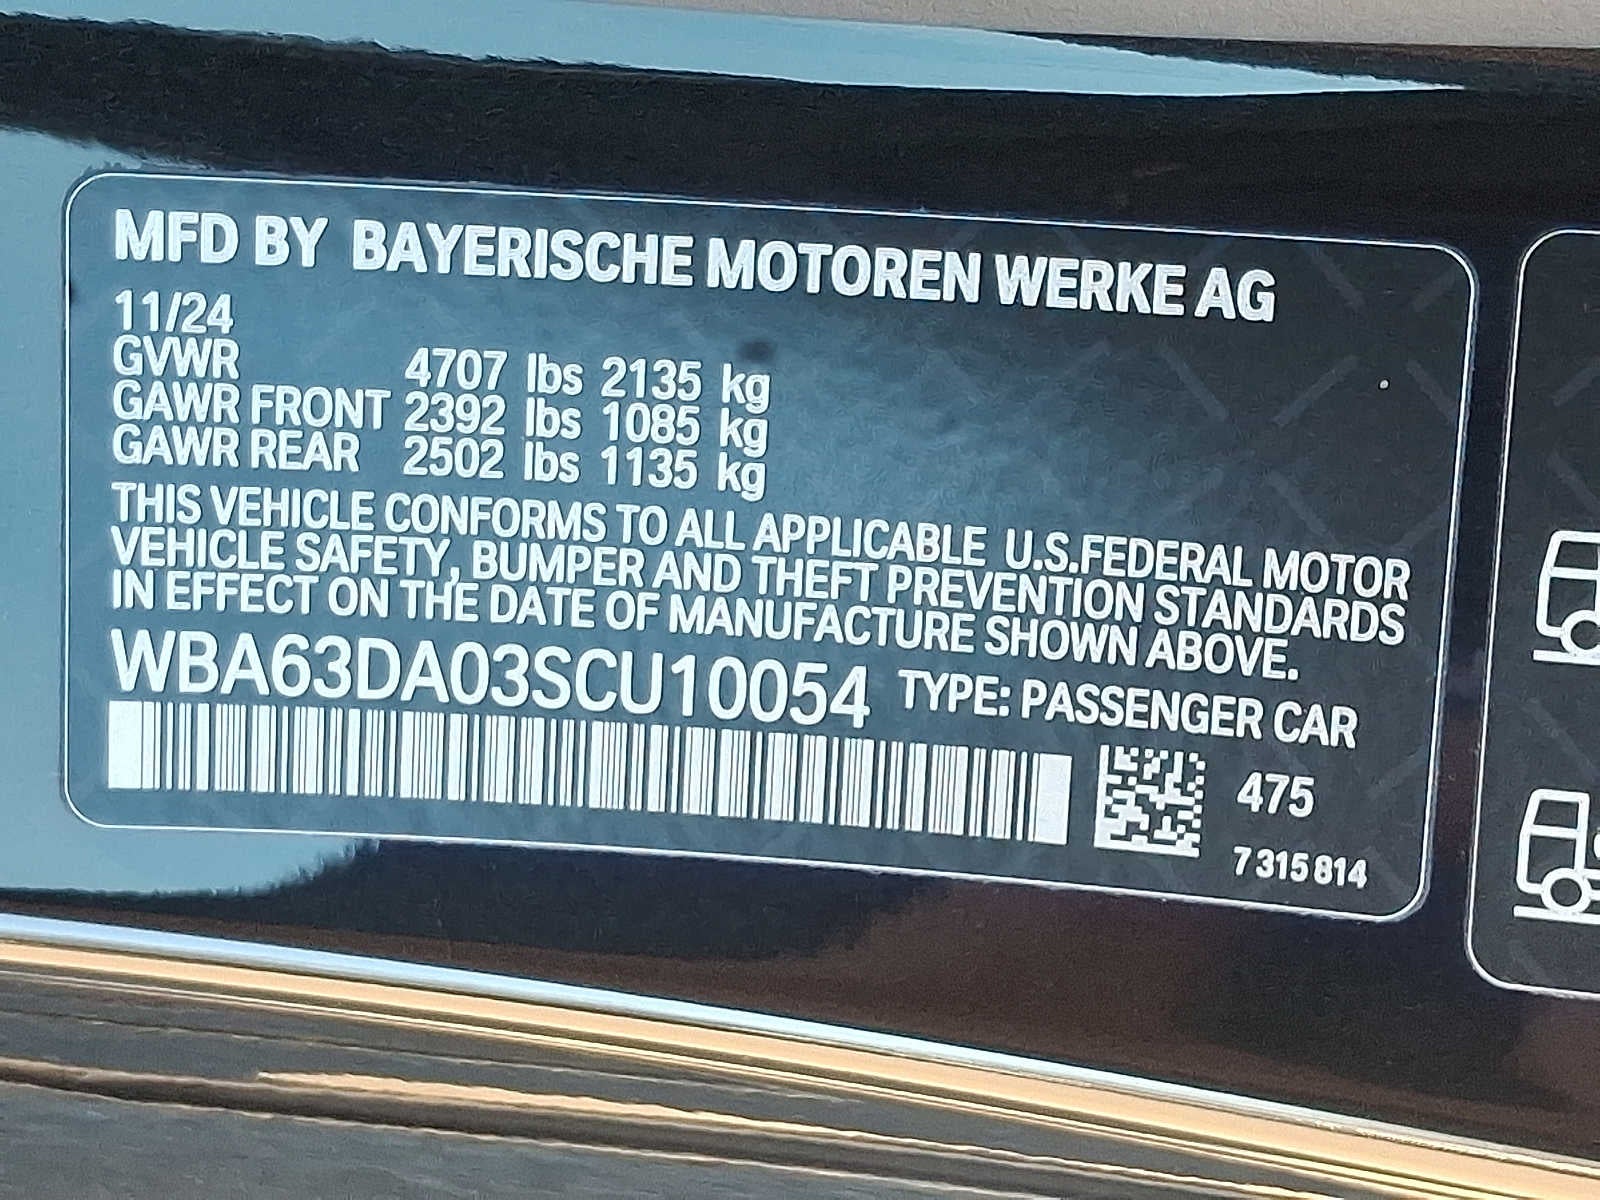 MFD BY BAYERISCHE MOTOREN WERKE AG
11/24
GVWR 4707 lbs 2135 kg
GAWR FRONT 2392 lbs 1085 kg
GAWR REAR 2502 lbs 1135 kg
THIS VEHICLE CONFORMS TO ALL APPLICABLE U.S.FEDERAL MOTOR
VEHICLE SAFETY, BUMPER AND THEFT PREVENTION STANDARDS
IN EFFECT ON THE DATE OF MANUFACTURE SHOWN ABOVE.
WBA63DA03SCU10054 TYPE: PASSENGER CAR
475
7 315 814